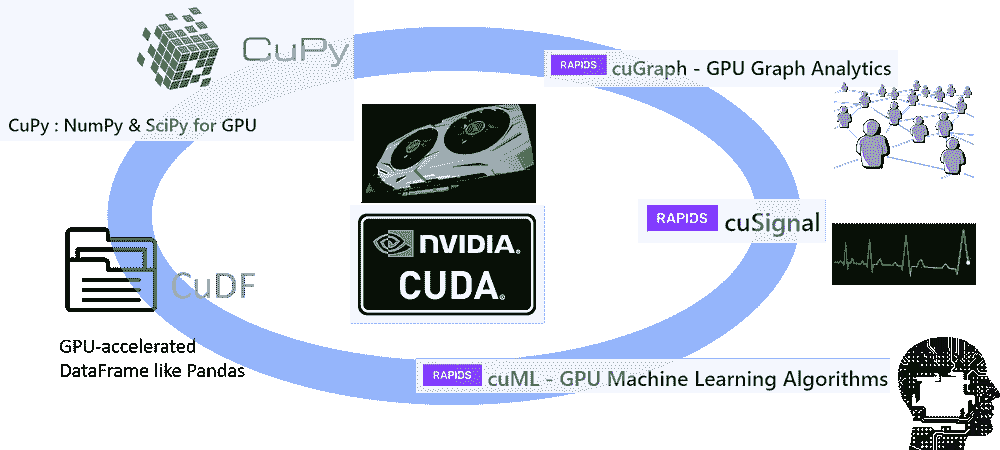 CuPy
CuPy : NumPy & SciPy for GPU
RAPIDS cuGraph - GPU Graph Analytics
NVIDIA®
CUDA®
RAPIDS cuSignal
CuDF
GPU-accelerated
DataFrame like Pandas
RAPIDS cuML - GPU Machine Learning Algorithms